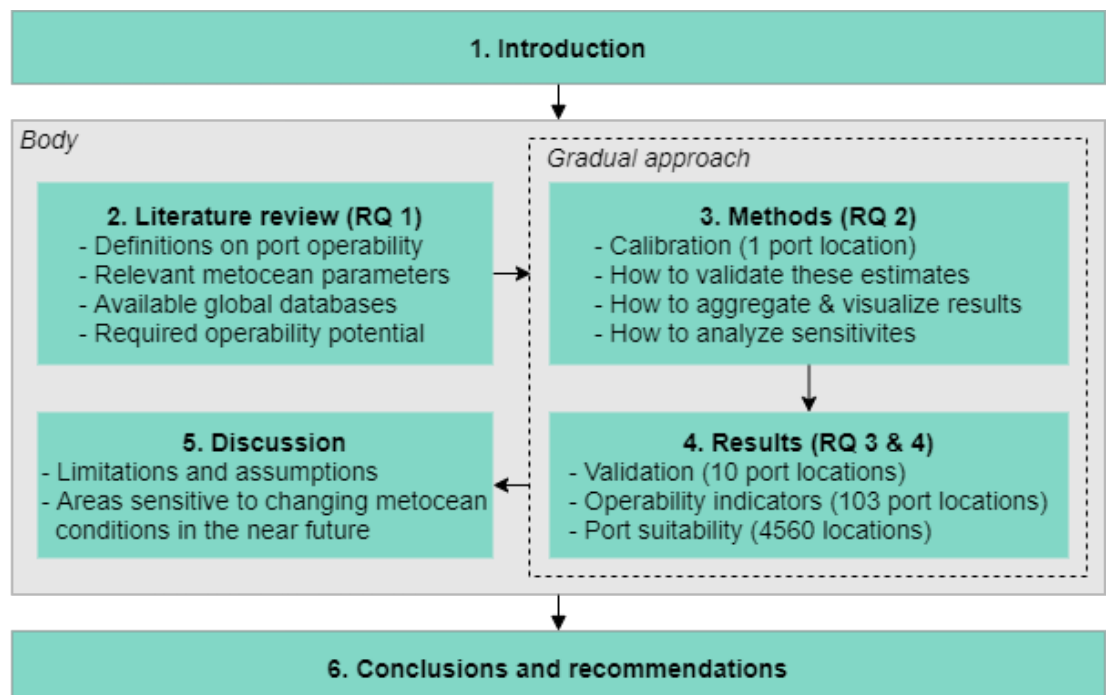 1. Introduction
Body
Gradual approach
2. Literature review (RQ 1)
- Definitions on port operability
- Relevant metocean parameters
- Available global databases
- Required operability potential
3. Methods (RQ 2)
- Calibration (1 port location)
- How to validate these estimates
- How to aggregate & visualize results
- How to analyze sensitivites
4. Results (RQ 3 & 4)
- Validation (10 port locations)
- Operability indicators (103 port locations)
- Port suitability (4560 locations)
5. Discussion
- Limitations and assumptions
- Areas sensitive to changing metocean
conditions in the near future
6. Conclusions and recommendations